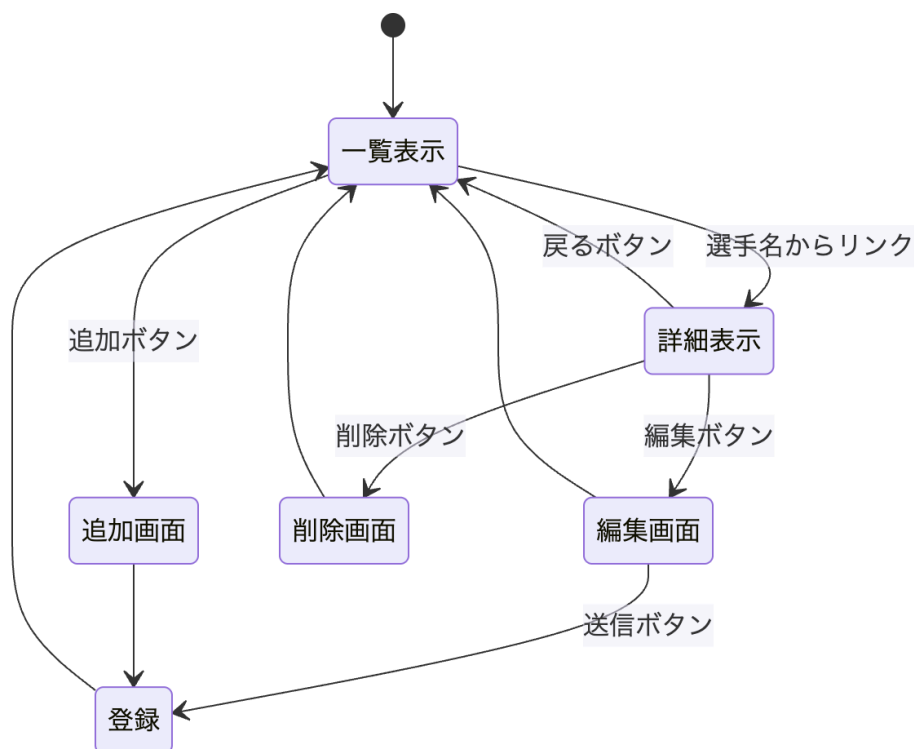 一覧表示
戻るボタン
選手名からリンク
追加ボタン
詳細表示
削除ボタン
編集ボタン
追加画面
削除画面
編集画面
送信ボタン
登録